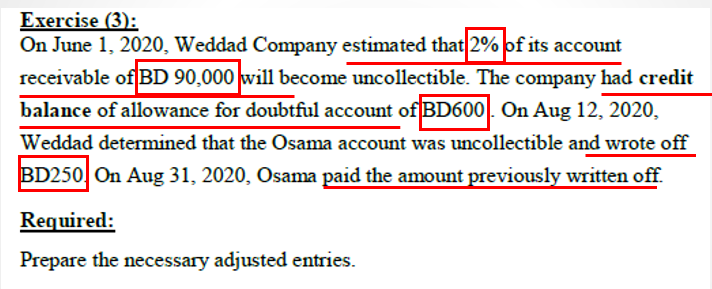 Exercise (3):
On June 1, 2020, Weddad Company estimated that 2% of its account
receivable of BD 90,000 will become uncollectible. The company had credit
balance of allowance for doubtful account of BD600 . On Aug 12, 2020,
Weddad determined that the Osama account was uncollectible and wrote off
BD250. On Aug 31, 2020, Osama paid the amount previously written off.
Required:
Prepare the necessary adjusted entries.